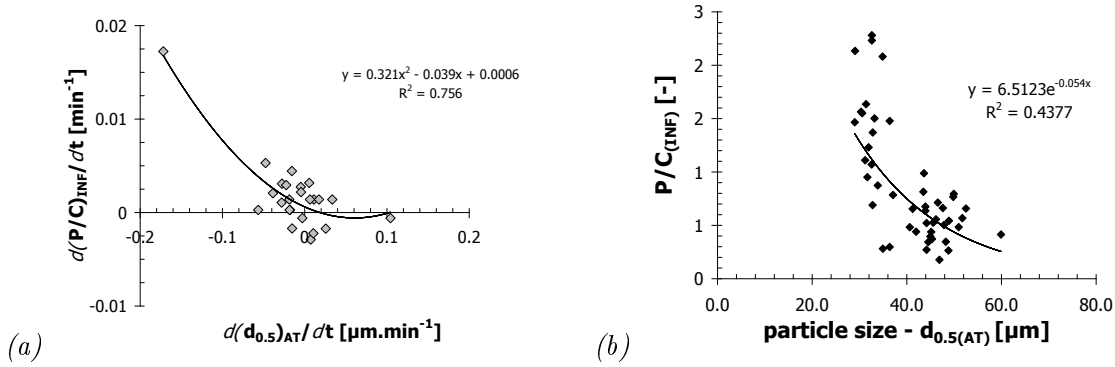 0.02
0.01
0
-0.01
-0.2
-0.1
0.0
0.1
0.2
y = 0.321x² - 0.039x + 0.0006
R² = 0.756
d(P/C)INF/dt [min⁻¹]
d(d0.5)AT/dt [µm.min⁻¹]
(a)
3
2
2
1
1
0
0.0
20.0
40.0
60.0
80.0
y = 6.5123e^-0.054x
R² = 0.4377
P/C(INF) [-]
particle size - d0.5(AT) [µm]
(b)